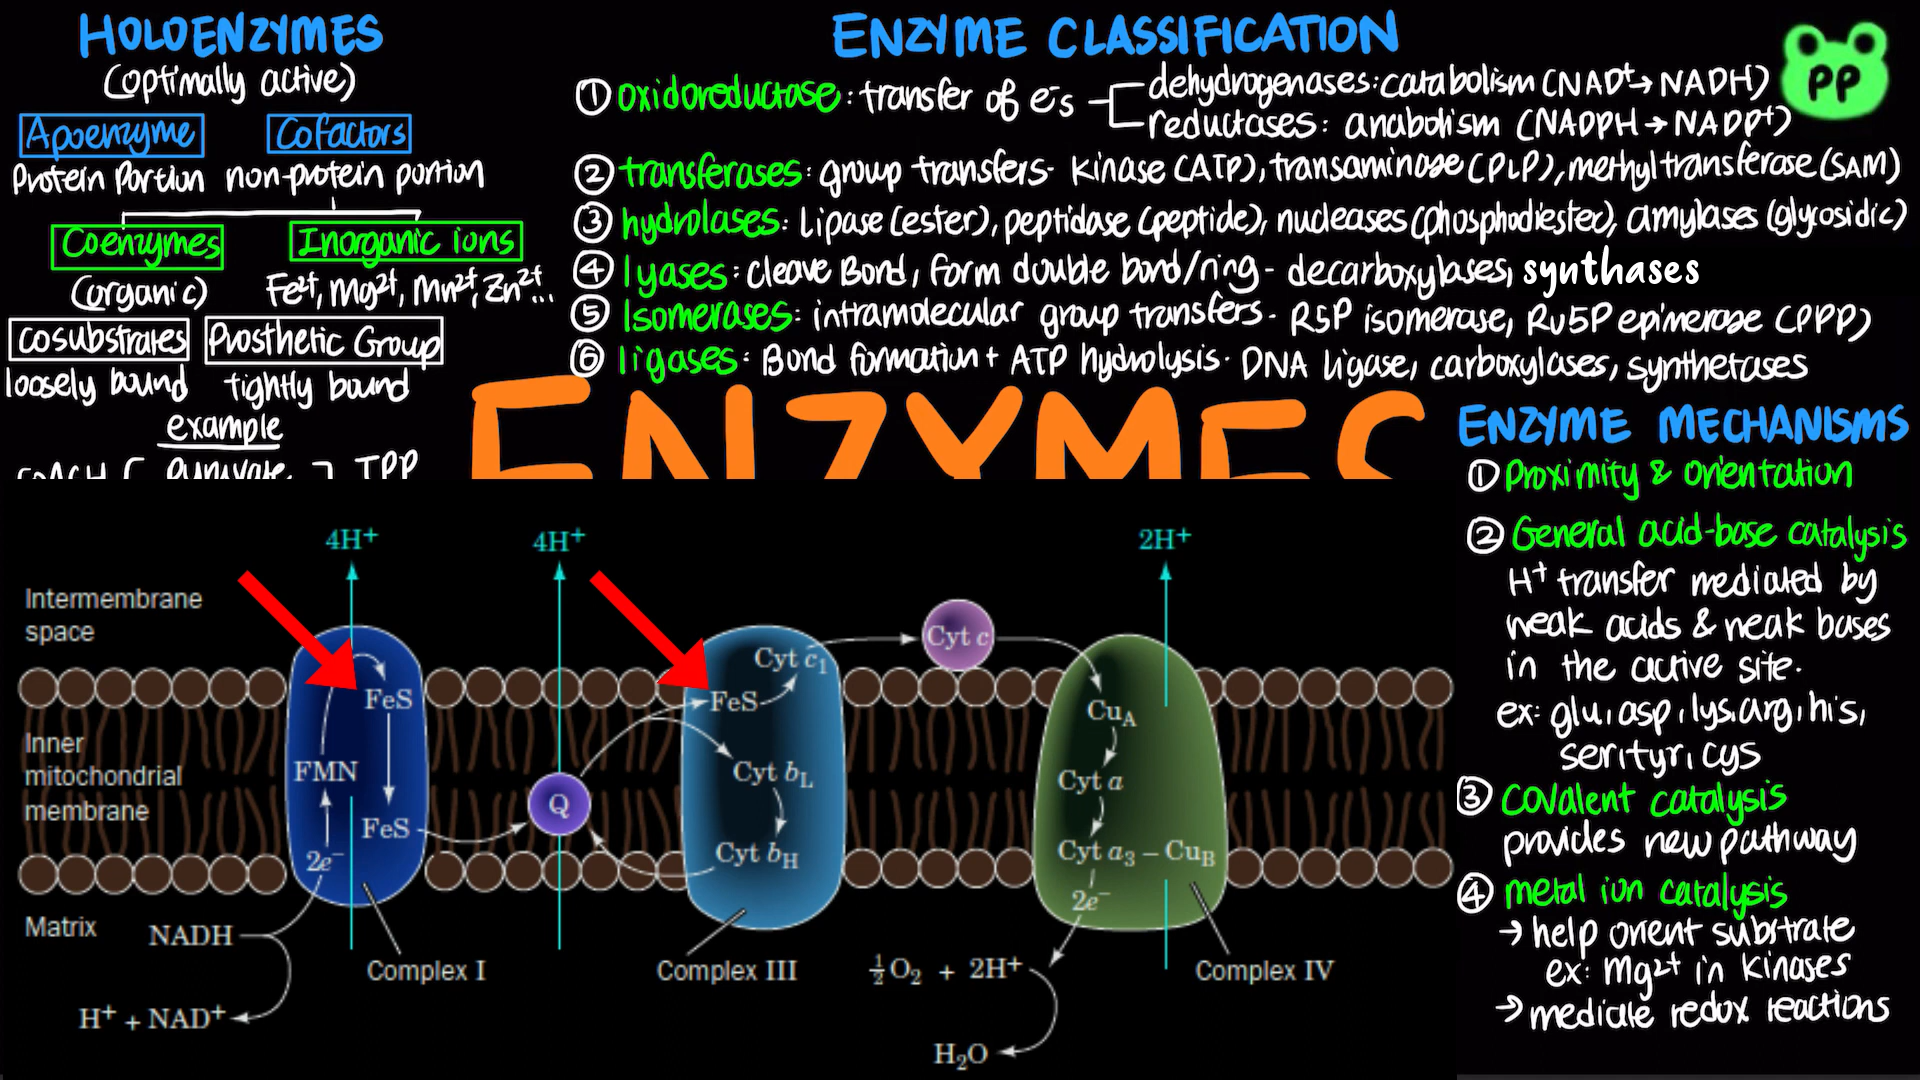 HOLOENZYMES
(optimally active)
Apoenzyme
Cofactors
Protein Portion
non-protein portion
Coenzymes
Inorganic ions
(organic)
Fe²⁺, Mg²⁺, Mn²⁺, Zn²⁺...
cosubstrates
Prosthetic Group
loosely bound
tightly bound
example
pyruvate
TPP
ENZYME CLASSIFICATION
PP
① oxidoreductase: transfer of e⁻s
dehydrogenases: catabolism (NAD⁺→ NADH)
reductases: anabolism (NADPH → NADP⁺)
② transferases: group transfers- kinase (ATP), transaminase (PLP), methyltransferase (SAM)
③ hydrolases: lipase (ester), peptidase (peptide), nucleases (phosphodiester), amylases (glycosidic)
④ lyases: cleave Bond, form double bond/ring - decarboxylases, synthases
⑤ Isomerases: intramolecular group transfers - R5P isomerase, Ru5P epimerase (PPP)
⑥ ligases: Bond formation + ATP hydrolysis- DNA ligase, carboxylases, synthetases
ENZYMES
ENZYME MECHANISMS
① Proximity & orientation
② General acid-base catalysis
H⁺ transfer mediated by
weak acids & weak bases
in the active site.
ex: glu, asp, lys, arg, his,
ser, tyr, cys
③ covalent catalysis
provides new pathway
④ metal ion catalysis
→ help orient substrate
ex: Mg²⁺ in kinases
→ mediate redox reactions
4H⁺
4H⁺
2H⁺
Intermembrane
space
Inner
mitochondrial
membrane
Matrix
FeS
FMN
FeS
2e⁻
NADH
H⁺ + NAD⁺
Complex I
Q
Cyt c₁
FeS
Cyt b_L
Cyt b_H
Complex III
Cyt c
Cu_A
Cyt a
Cyt a₃ – Cu_B
2e⁻
½ O₂ + 2H⁺
H₂O
Complex IV